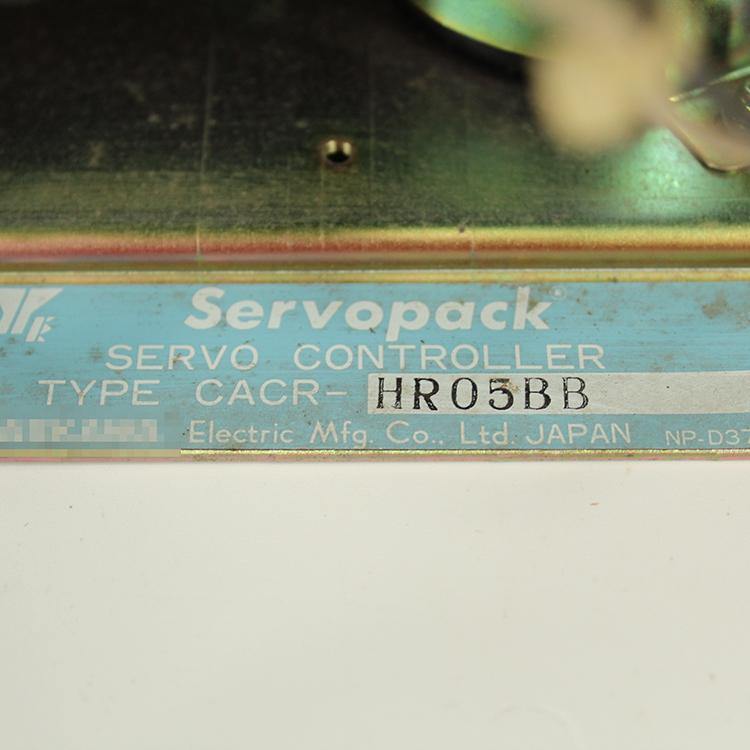 Servopack
SERVO CONTROLLER
TYPE CACR-HR05BB
Electric Mfg. Co., Ltd. JAPAN NP-D37